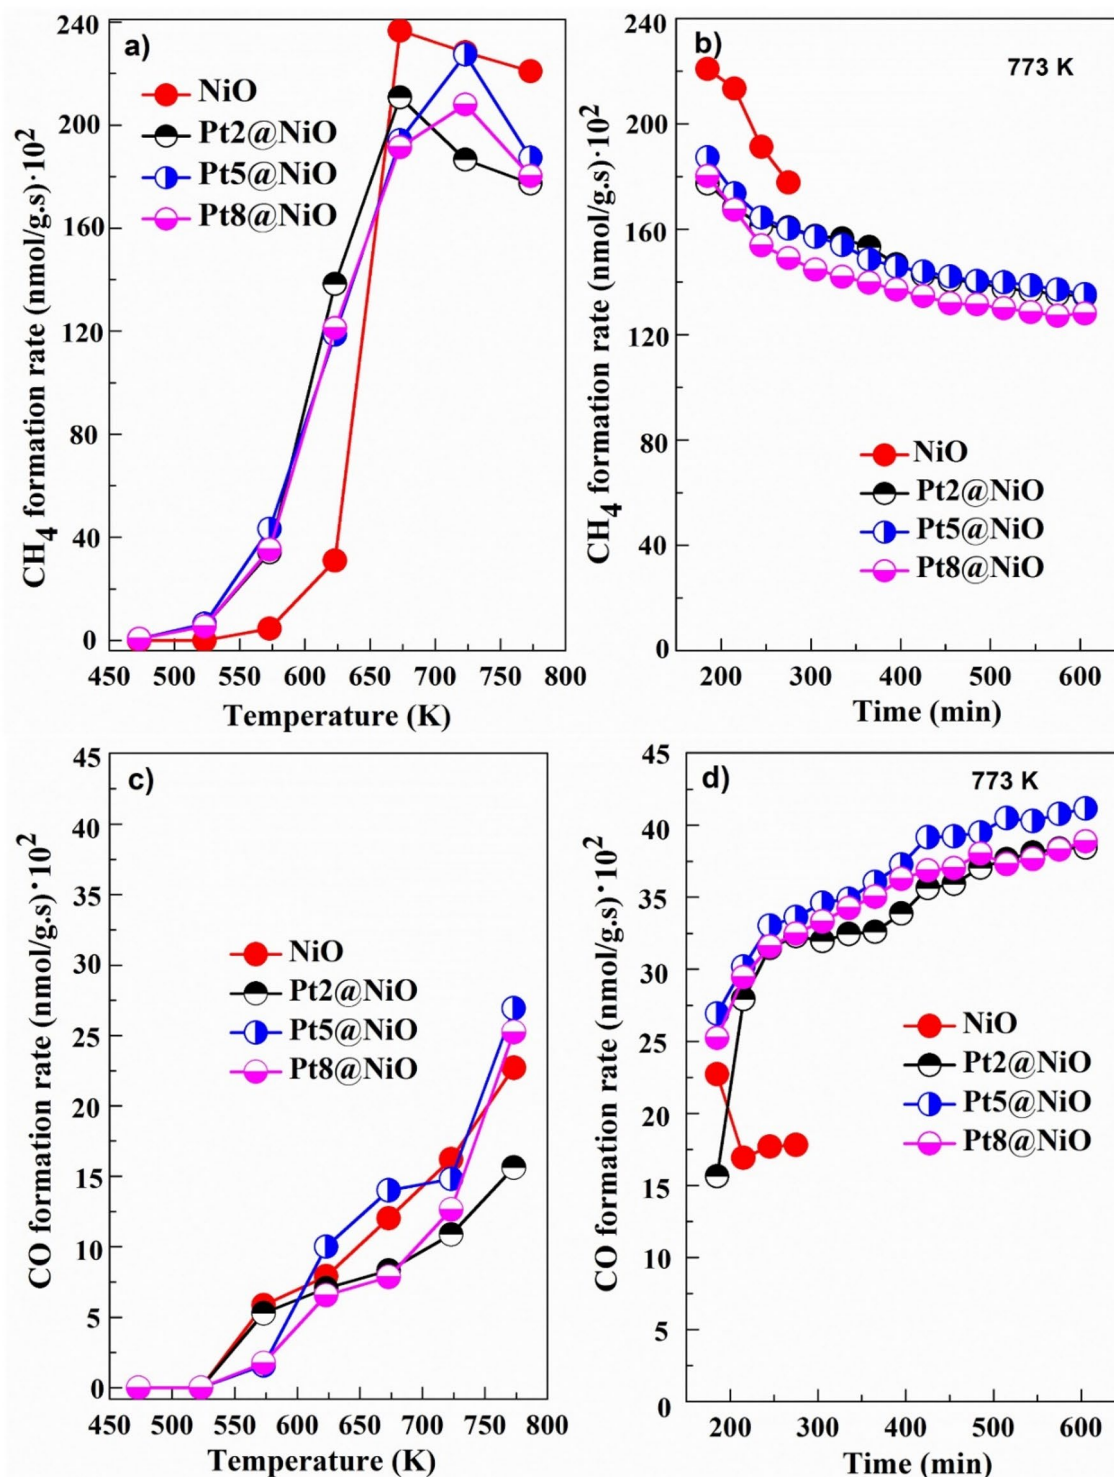 a)
NiO
Pt2@NiO
Pt5@NiO
Pt8@NiO
CH4 formation rate (nmol/g.s)·10²
240
200
160
120
80
40
0
450 500 550 600 650 700 750 800
Temperature (K)
b)
773 K
NiO
Pt2@NiO
Pt5@NiO
Pt8@NiO
CH4 formation rate (nmol/g.s)·10²
240
200
160
120
80
40
0
200 300 400 500 600
Time (min)
c)
NiO
Pt2@NiO
Pt5@NiO
Pt8@NiO
CO formation rate (nmol/g.s)·10²
45
40
35
30
25
20
15
10
5
0
450 500 550 600 650 700 750 800
Temperature (K)
d)
773 K
NiO
Pt2@NiO
Pt5@NiO
Pt8@NiO
CO formation rate (nmol/g.s)·10²
45
40
35
30
25
20
15
10
5
0
200 300 400 500 600
Time (min)